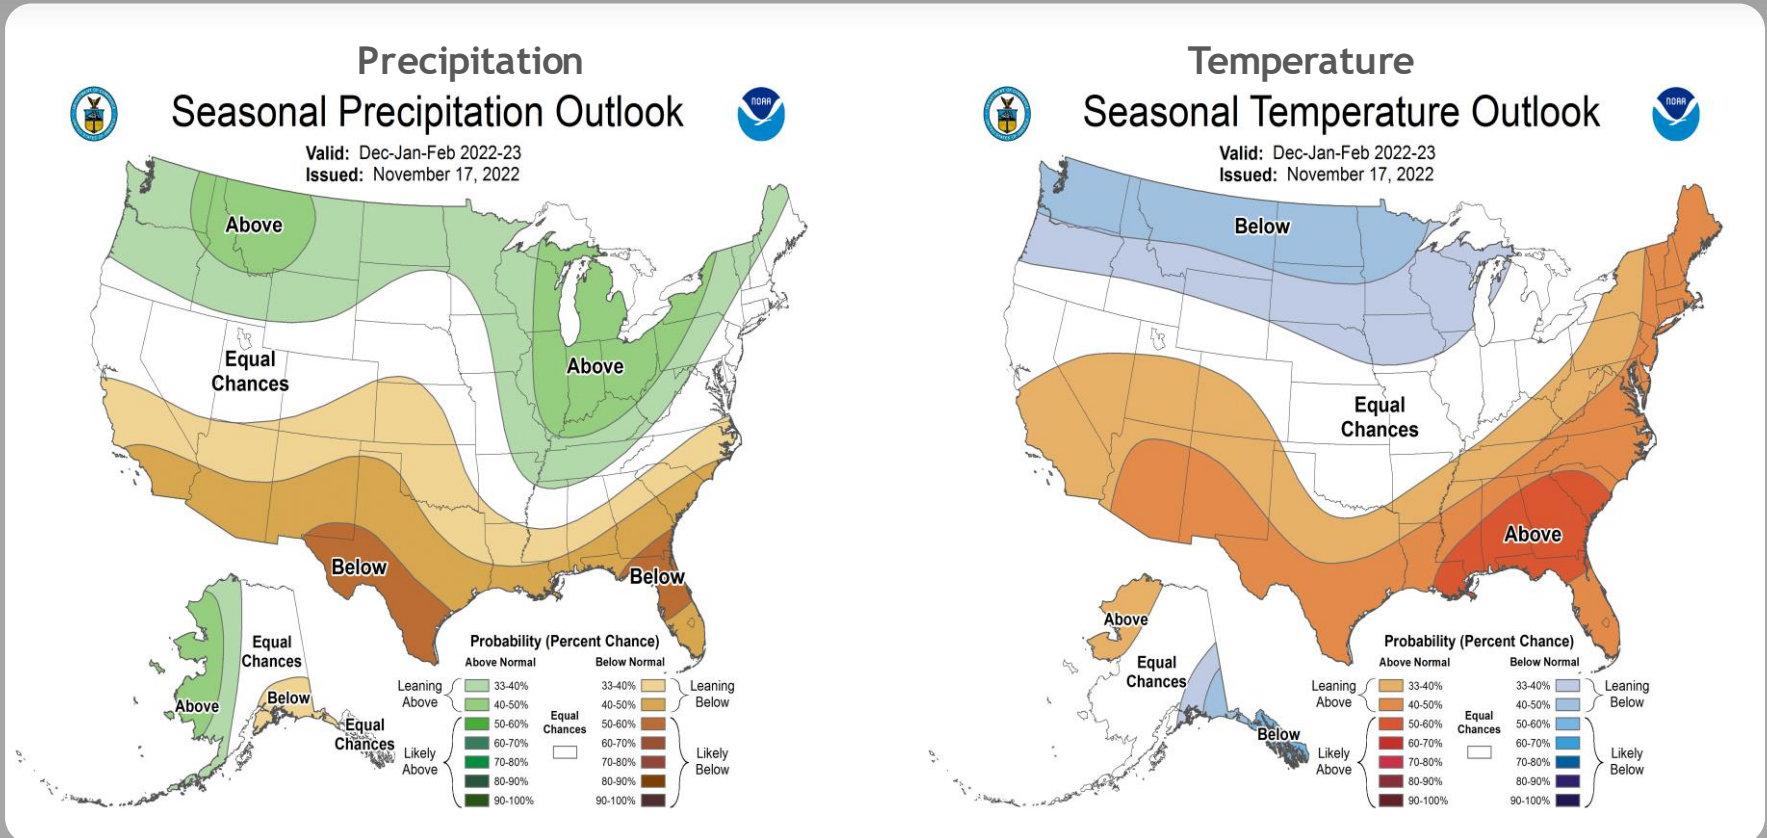 Precipitation
Seasonal Precipitation Outlook
NOAA
Valid: Dec-Jan-Feb 2022-23
Issued: November 17, 2022
Above
Above
Equal
Chances
Below
Below
Above
Equal
Chances
Below
Equal
Chances
Probability (Percent Chance)
Above Normal
Below Normal
Leaning
Above
33-40%
40-50%
Likely
Above
50-60%
60-70%
70-80%
80-90%
90-100%
Equal
Chances
33-40%
40-50%
Leaning
Below
50-60%
60-70%
70-80%
80-90%
90-100%
Likely
Below
Temperature
Seasonal Temperature Outlook
NOAA
Valid: Dec-Jan-Feb 2022-23
Issued: November 17, 2022
Below
Equal
Chances
Above
Above
Equal
Chances
Below
Probability (Percent Chance)
Above Normal
Below Normal
Leaning
Above
33-40%
40-50%
Likely
Above
50-60%
60-70%
70-80%
80-90%
90-100%
Equal
Chances
33-40%
40-50%
Leaning
Below
50-60%
60-70%
70-80%
80-90%
90-100%
Likely
Below